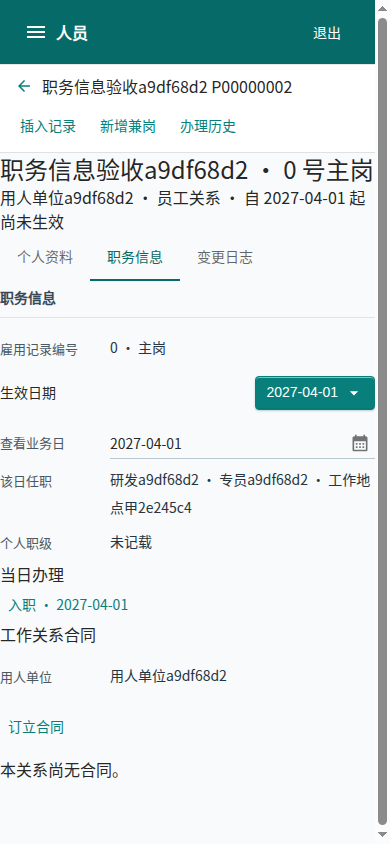 人员
退出
职务信息验收a9df68d2 P00000002
插入记录 新增兼岗 办理历史
职务信息验收a9df68d2 • 0 号主岗
用人单位a9df68d2 • 员工关系 • 自 2027-04-01 起
尚未生效
个人资料 职务信息 变更日志
职务信息
雇用记录编号 0 • 主岗
生效日期 2027-04-01
查看业务日 2027-04-01
该日任职 研发a9df68d2 • 专员a9df68d2 • 工作地
点甲2e245c4
个人职级 未记载
当日办理
入职 • 2027-04-01
工作关系合同
用人单位 用人单位a9df68d2
订立合同
本关系尚无合同。